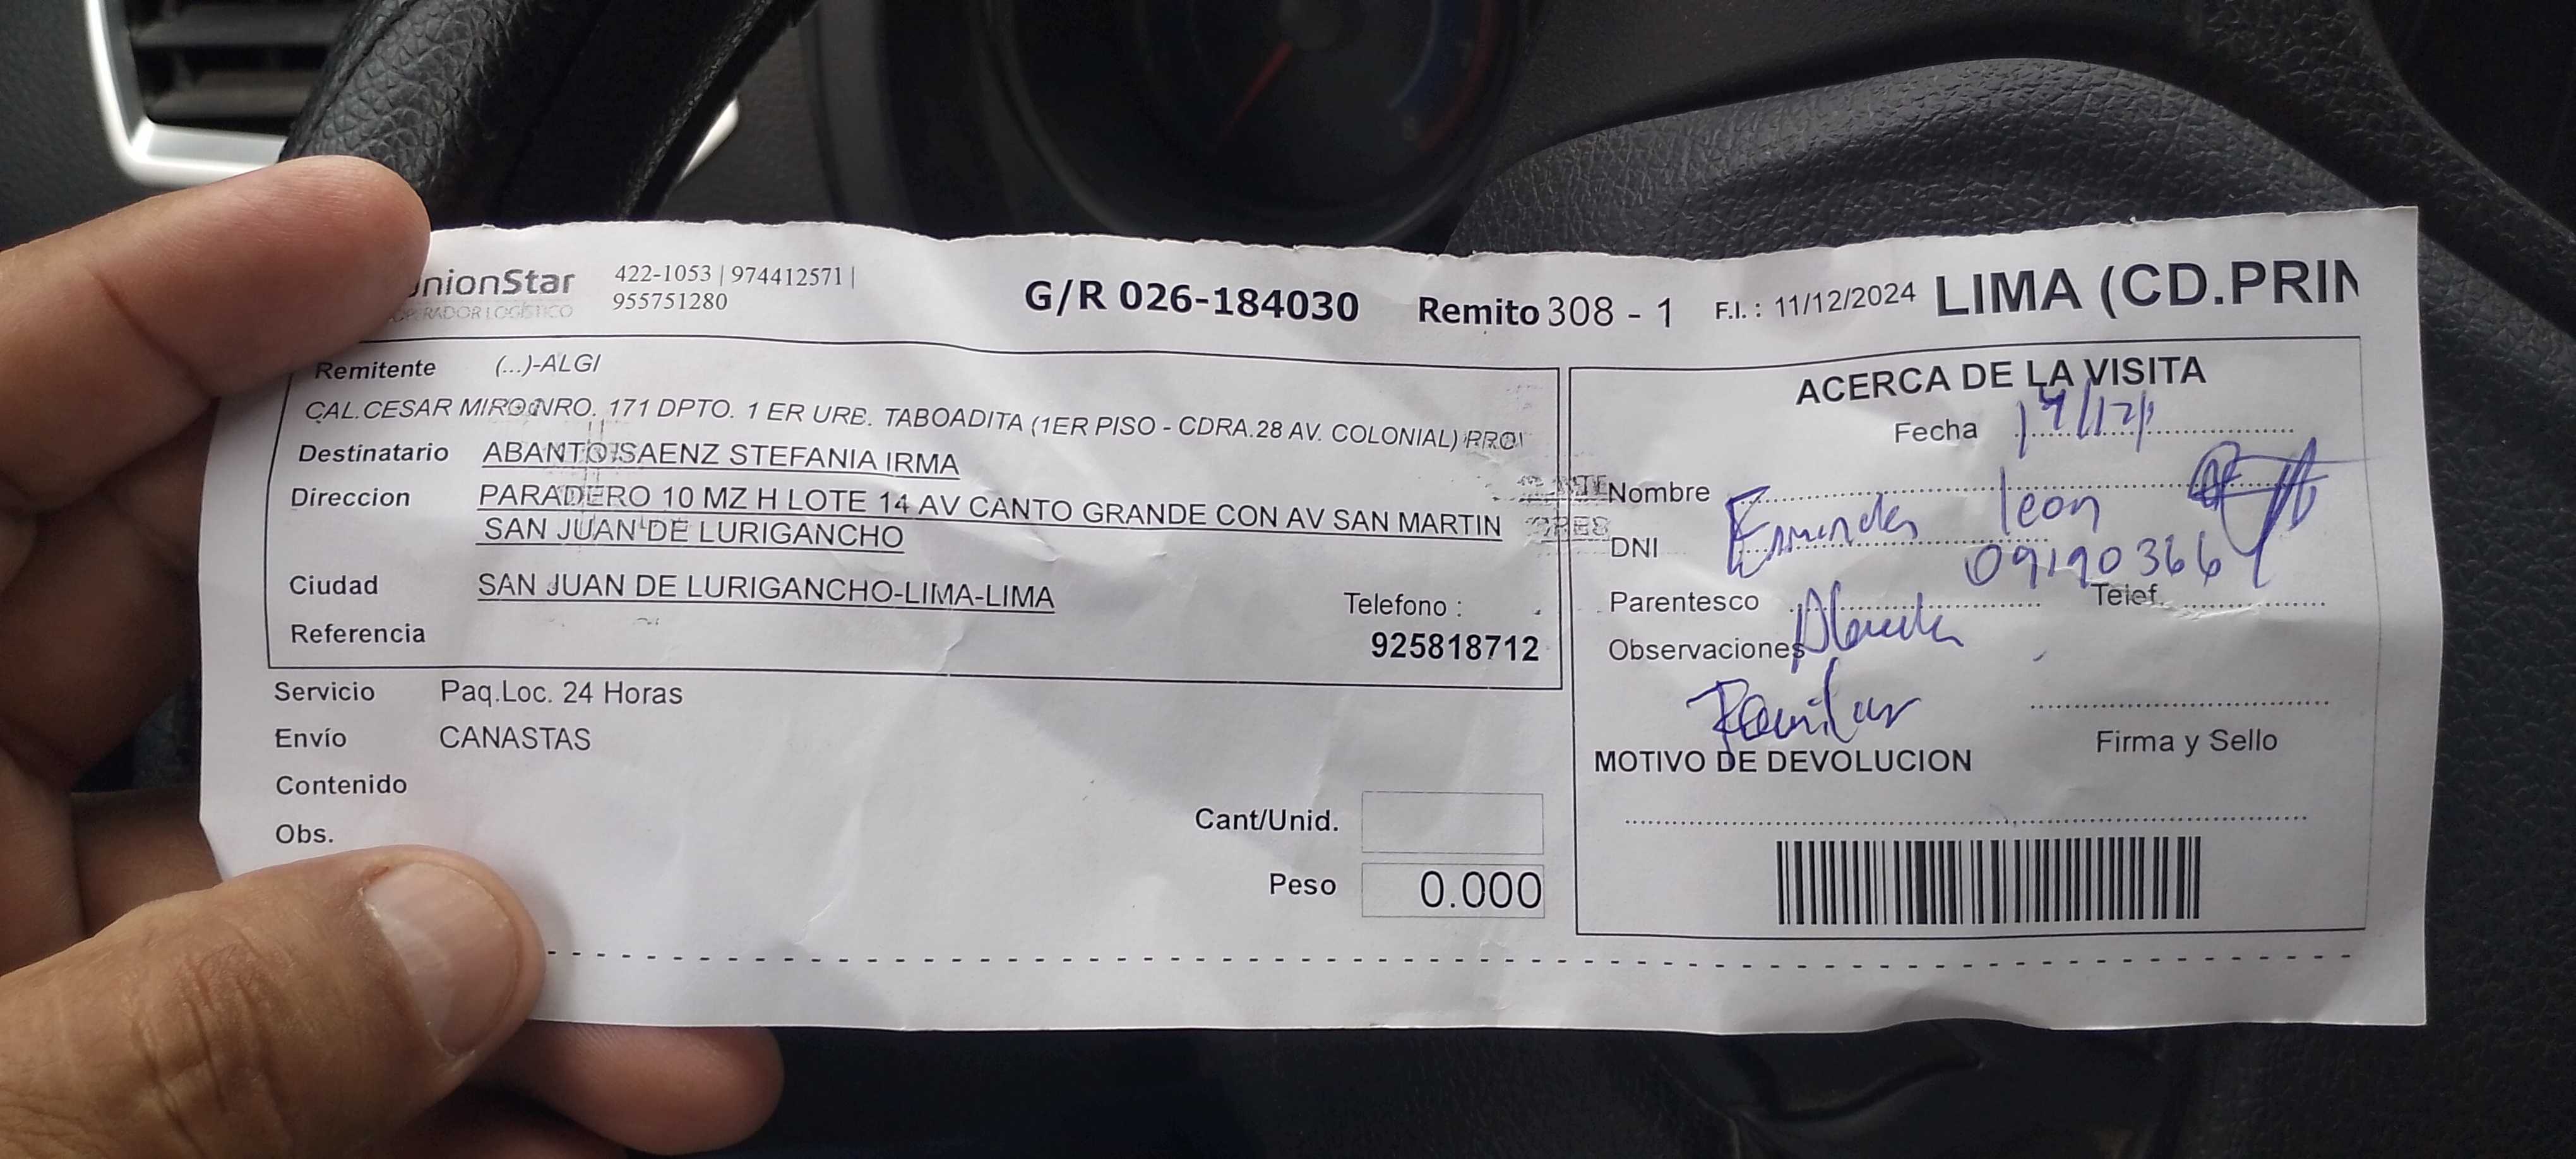 nionStar
OPERADOR LOGÍSTICO
422-1053 | 974412571 |
955751280
G/R 026-184030
Remito 308 - 1
F.I. : 11/12/2024
LIMA (CD.PRIN
Remitente (...)-ALGI
CAL.CESAR MIRO NRO. 171 DPTO. 1 ER URB. TABOADITA (1ER PISO - CDRA.28 AV. COLONIAL)
Destinatario ABANTO SAENZ STEFANIA IRMA
Direccion PARADERO 10 MZ H LOTE 14 AV CANTO GRANDE CON AV SAN MARTIN
SAN JUAN DE LURIGANCHO
Ciudad SAN JUAN DE LURIGANCHO-LIMA-LIMA
Telefono :
925818712
Referencia
Servicio Paq.Loc. 24 Horas
Envío CANASTAS
Contenido
Obs.
Cant/Unid.
Peso 0.000
ACERCA DE LA VISITA
Fecha
Nombre leon
DNI 09190366
Parentesco Telef.
Observaciones
Firma y Sello
MOTIVO DE DEVOLUCION